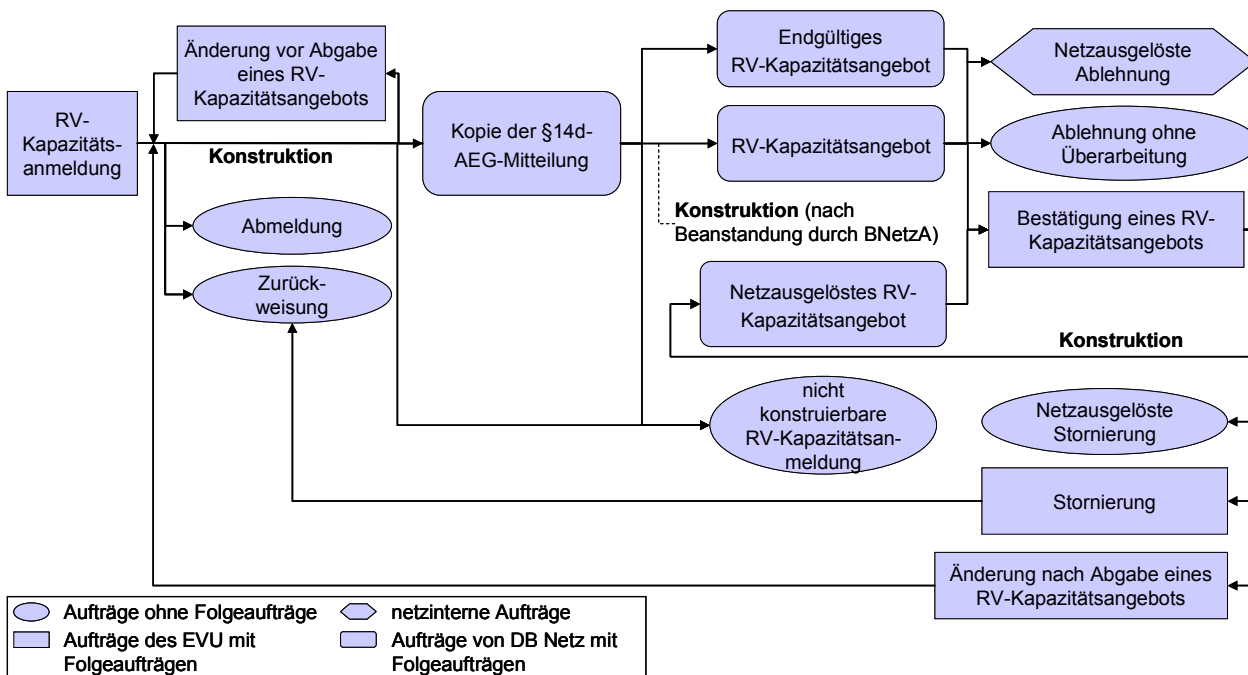 Änderung vor Abgabe
eines RV-
Kapazitätsangebots
RV-
Kapazitäts-
anmeldung
Konstruktion
Abmeldung
Zurück-
weisung
Kopie der §14d-
AEG-Mitteilung
Endgültiges
RV-Kapazitätsangebot
RV-Kapazitätsangebot
Konstruktion (nach
Beanstandung durch BNetzA)
Netzausgelöstes RV-
Kapazitätsangebot
nicht
konstruierbare
RV-Kapazitätsan-
meldung
Netzausgelöste
Ablehnung
Ablehnung ohne
Überarbeitung
Bestätigung eines RV-
Kapazitätsangebots
Konstruktion
Netzausgelöste
Stornierung
Stornierung
Änderung nach Abgabe eines
RV-Kapazitätsangebots
Aufträge ohne Folgeaufträge
netzinterne Aufträge
Aufträge des EVU mit
Folgeaufträgen
Aufträge von DB Netz mit
Folgeaufträgen